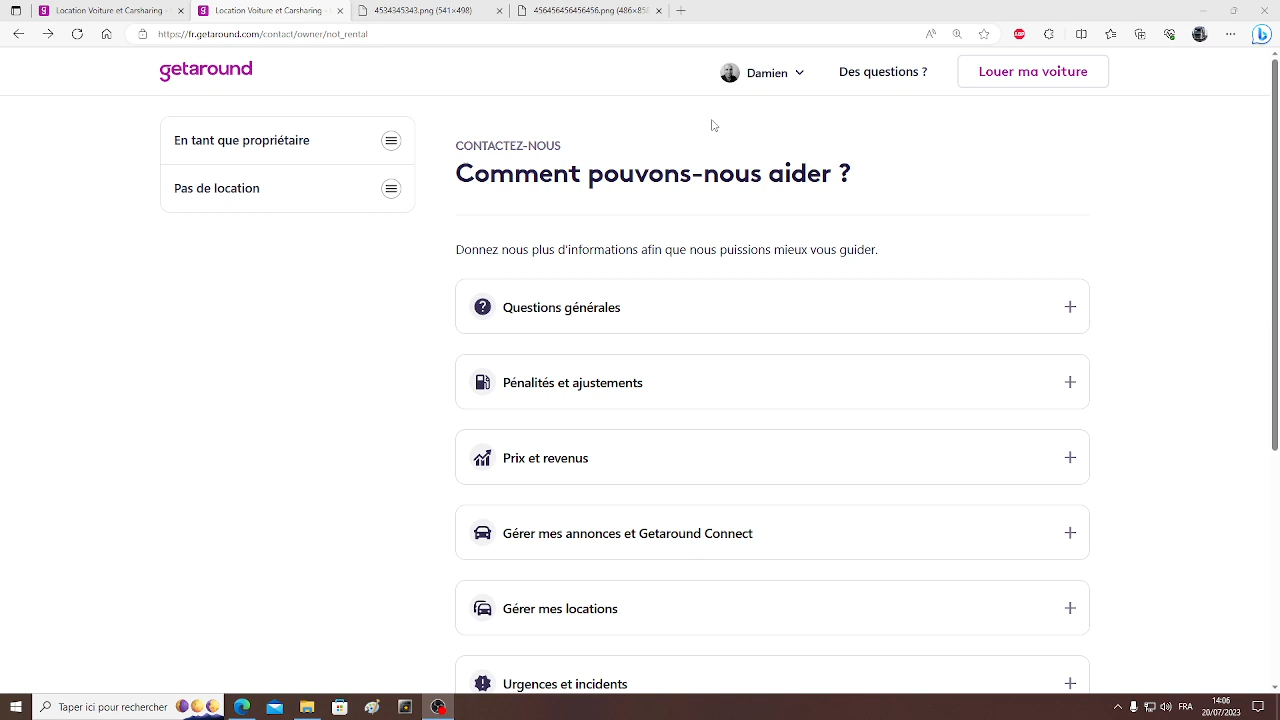 Location Voiture et Carsharing -
Location Voiture et Carsharing -
4534345343.png (541×498)
456456456456456.png (486×858
https://fr.getaround.com/contact/owner/not_rental
getaround
Damien
Des questions ?
Louer ma voiture
En tant que propriétaire
Pas de location
CONTACTEZ-NOUS
Comment pouvons-nous aider ?
Donnez nous plus d'informations afin que nous puissions mieux vous guider.
Questions générales
Pénalités et ajustements
Prix et revenus
Gérer mes annonces et Getaround Connect
Gérer mes locations
Urgences et incidents
Taper ici pour rechercher
FRA
14:06
20/07/2023